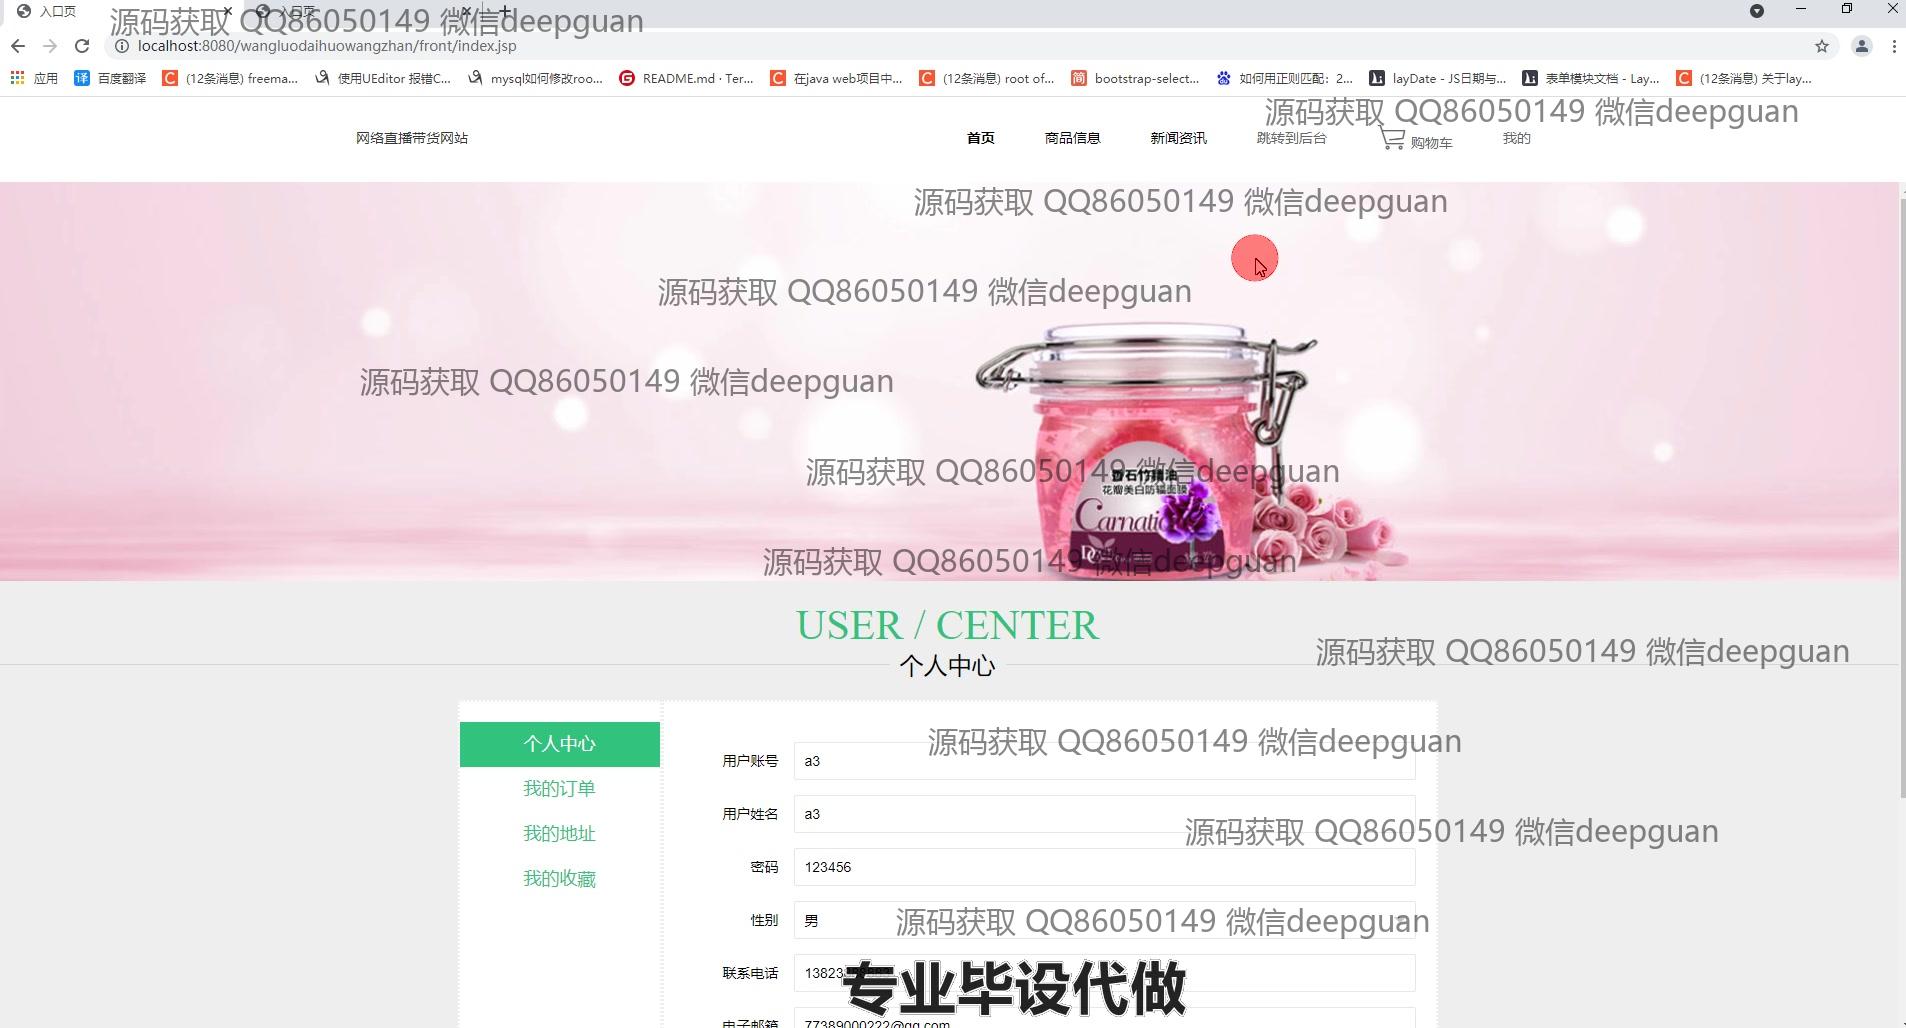 入口页
入口页
源码获取 QQ86050149 微信deepguan
localhost:8080/wangluodaihuowangzhan/front/index.jsp
应用 百度翻译 (12条消息) freema... 使用UEditor 报错C... mysql如何修改roo... README.md · Ter... 在java web项目中... (12条消息) root of... bootstrap-select... 如何用正则匹配：2... layDate - JS日期与... 表单模块文档 - Lay... (12条消息) 关于lay...
源码获取 QQ86050149 微信deepguan
网络直播带货网站 首页 商品信息 新闻资讯 跳转到后台 购物车 我的
源码获取 QQ86050149 微信deepguan
源码获取 QQ86050149 微信deepguan
源码获取 QQ86050149 微信deepguan
源码获取 QQ86050149 微信deepguan
石竹精油
花瓣美白防辐面膜
Carnatio
源码获取 QQ86050149 微信deepguan
USER / CENTER
源码获取 QQ86050149 微信deepguan
个人中心
个人中心
我的订单
我的地址
我的收藏
源码获取 QQ86050149 微信deepguan
用户账号 a3
用户姓名 a3
源码获取 QQ86050149 微信deepguan
密码 123456
性别 男
源码获取 QQ86050149 微信deepguan
联系电话
专业毕设代做
电子邮箱 77389000222@qq.com